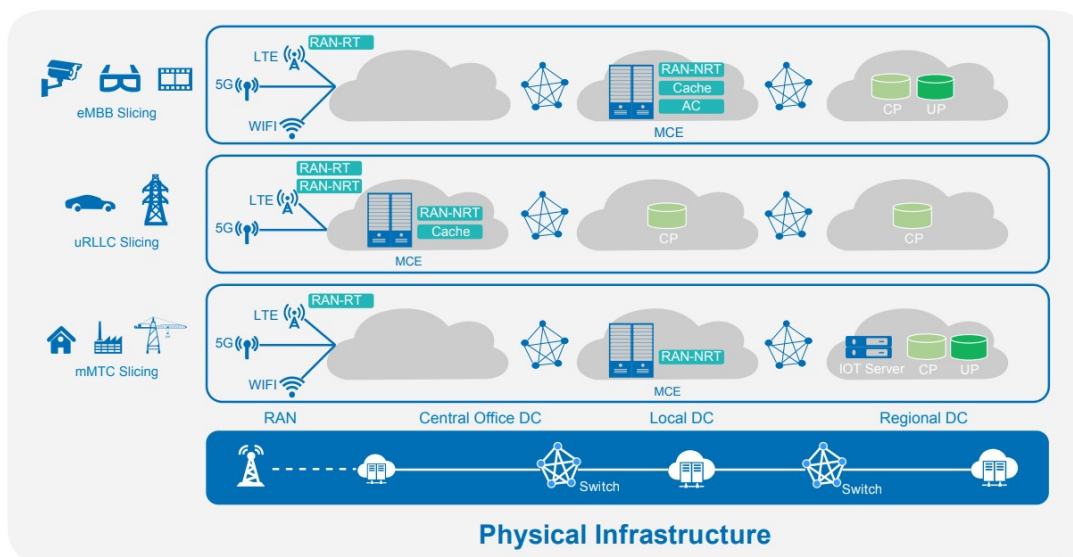 RAN-RT
LTE
5G
WIFI
RAN-NRT
Cache
AC
MCE
CP
UP
eMBB Slicing
RAN-RT
RAN-NRT
LTE
5G
RAN-NRT
Cache
MCE
CP
CP
uRLLC Slicing
RAN-RT
LTE
5G
WIFI
RAN-NRT
MCE
IOT Server
CP
UP
mMTC Slicing
RAN
Central Office DC
Local DC
Regional DC
Switch
Switch
Physical Infrastructure